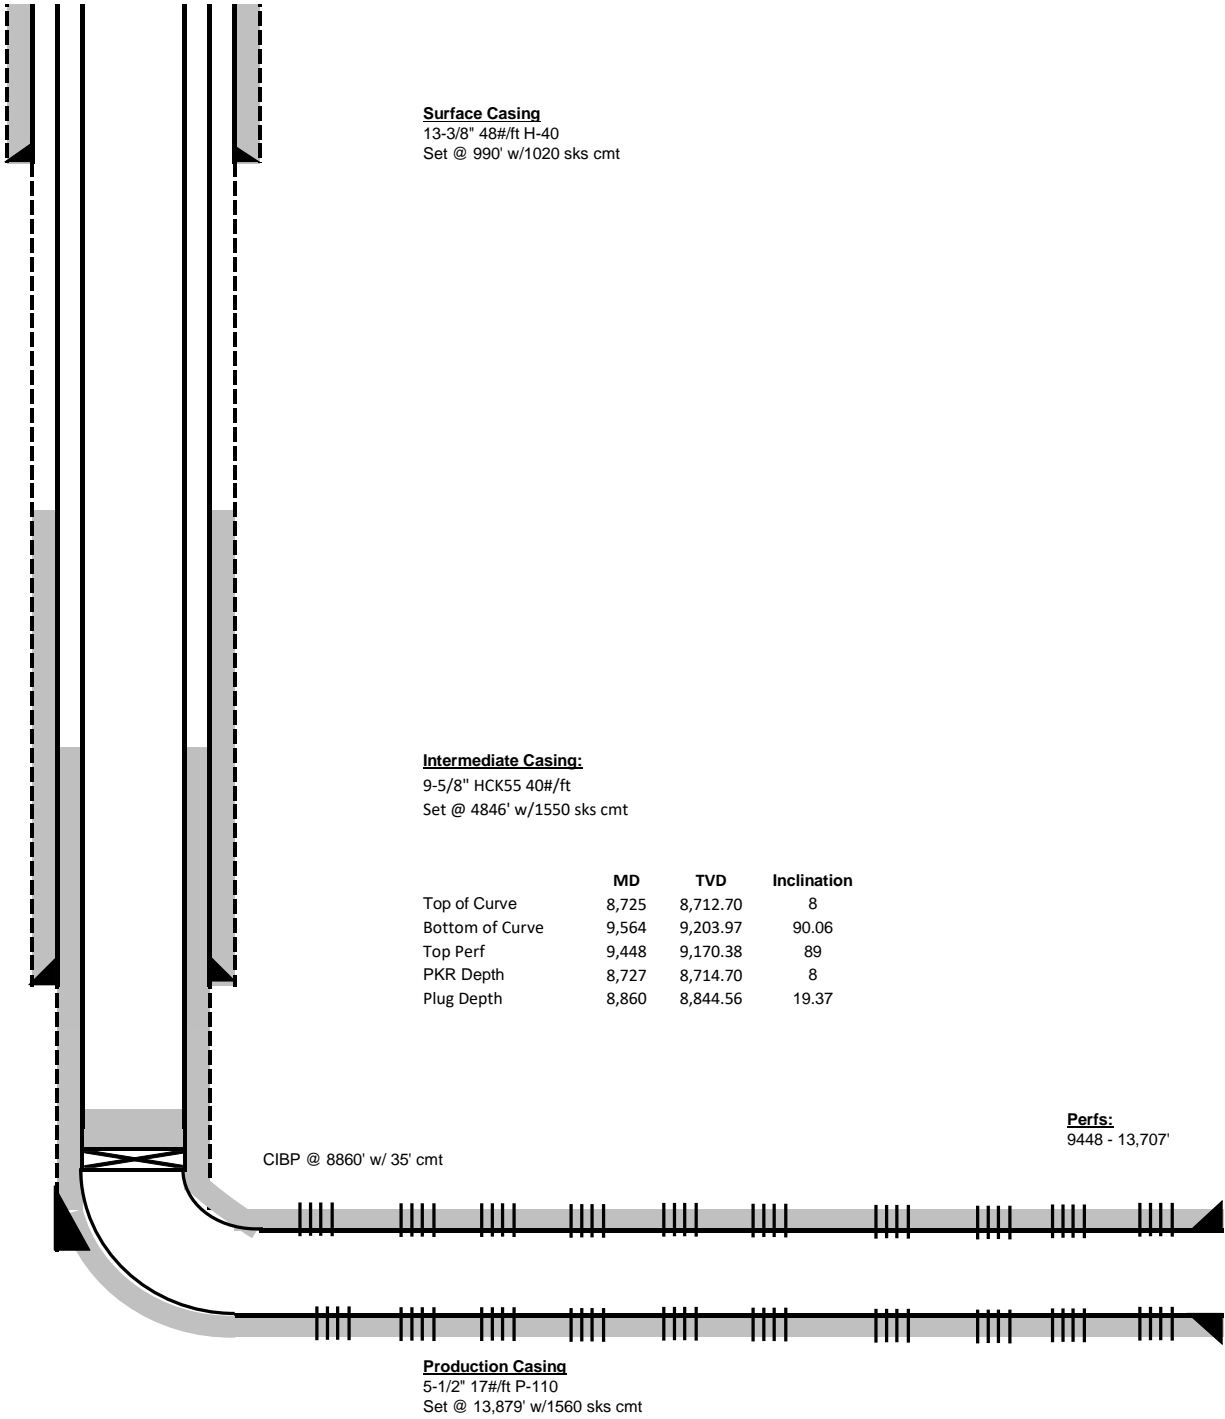 Surface Casing
13-3/8" 48#/ft H-40
Set @ 990' w/1020 sks cmt
Intermediate Casing:
9-5/8" HCK55 40#/ft
Set @ 4846' w/1550 sks cmt
MD TVD Inclination
Top of Curve 8,725 8,712.70 8
Bottom of Curve 9,564 9,203.97 90.06
Top Perf 9,448 9,170.38 89
PKR Depth 8,727 8,714.70 8
Plug Depth 8,860 8,844.56 19.37
Perfs:
9448 - 13,707'
CIBP @ 8860' w/ 35' cmt
Production Casing
5-1/2" 17#/ft P-110
Set @ 13,879' w/1560 sks cmt